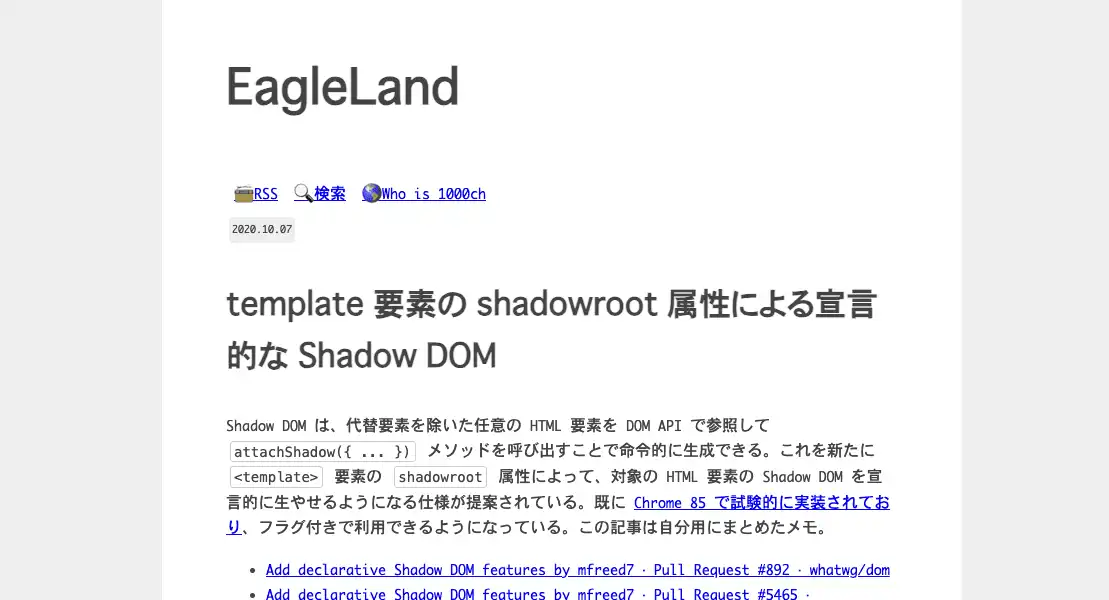 EagleLand
RSS 検索 Who is 1000ch
2020.10.07
template 要素の shadowroot 属性による宣言
的な Shadow DOM
Shadow DOM は、代替要素を除いた任意の HTML 要素を DOM API で参照して
attachShadow({ ... }) メソッドを呼び出すことで命令的に生成できる。これを新たに
<template> 要素の shadowroot 属性によって、対象の HTML 要素の Shadow DOM を宣
言的に生やせるようになる仕様が提案されている。既に Chrome 85 で試験的に実装されてお
り、フラグ付きで利用できるようになっている。この記事は自分用にまとめたメモ。
• Add declarative Shadow DOM features by mfreed7 · Pull Request #892 · whatwg/dom
• Add declarative Shadow DOM features by mfreed7 · Pull Request #5465 ·